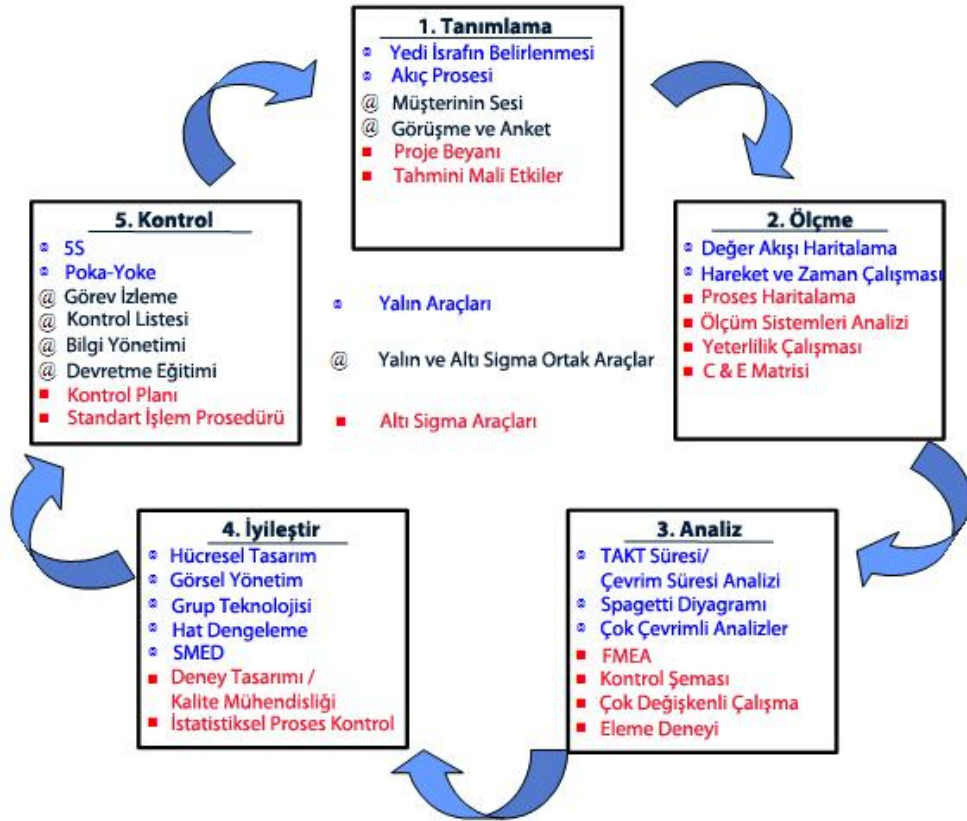 1. Tanımlama
Yedi İsrafın Belirlenmesi
Akıç Prosesi
@ Müşterinin Sesi
@ Görüşme ve Anket
Proje Beyanı
Tahmini Mali Etkiler
2. Ölçme
Değer Akışı Haritalama
Hareket ve Zaman Çalışması
Proses Haritalama
Ölçüm Sistemleri Analizi
Yeterlilik Çalışması
C & E Matrisi
3. Analiz
TAKT Süresi/
Çevrim Süresi Analizi
Spagetti Diyagramı
Çok Çevrimli Analizler
FMEA
Kontrol Şeması
Çok Değişkenli Çalışma
Eleme Deneyi
4. İyileştir
Hücresel Tasarım
Görsel Yönetim
Grup Teknolojisi
Hat Dengeleme
SMED
Deney Tasarımı /
Kalite Mühendisliği
İstatistiksel Proses Kontrol
5. Kontrol
5S
Poka-Yoke
@ Görev İzleme
@ Kontrol Listesi
@ Bilgi Yönetimi
@ Devretme Eğitimi
Kontrol Planı
Standart İşlem Prosedürü
Yalın Araçları
@ Yalın ve Altı Sigma Ortak Araçlar
Altı Sigma Araçları